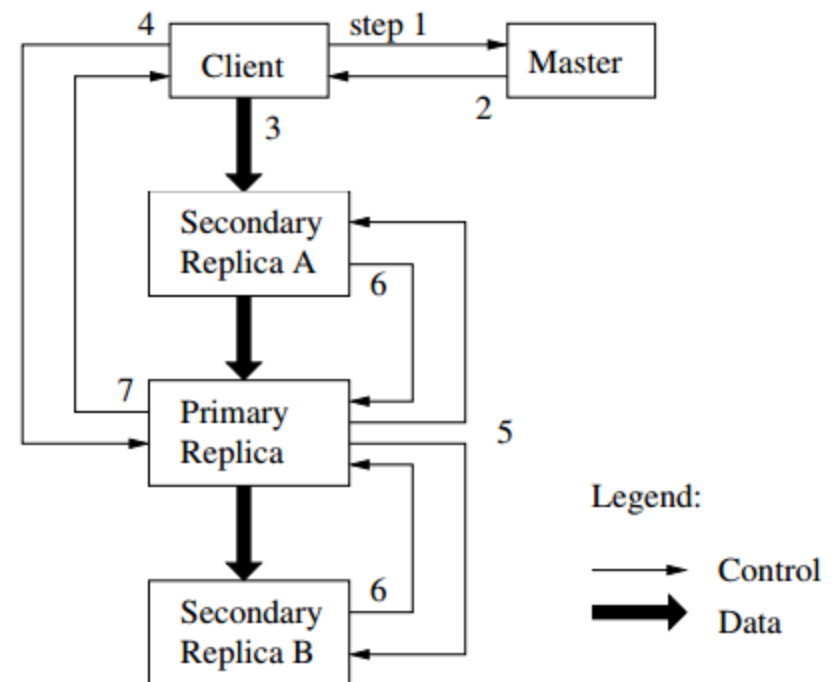 4
step 1
Client
Master
2
3
Secondary
Replica A
6
7
Primary
Replica
5
Legend:
Control
Data
6
Secondary
Replica B